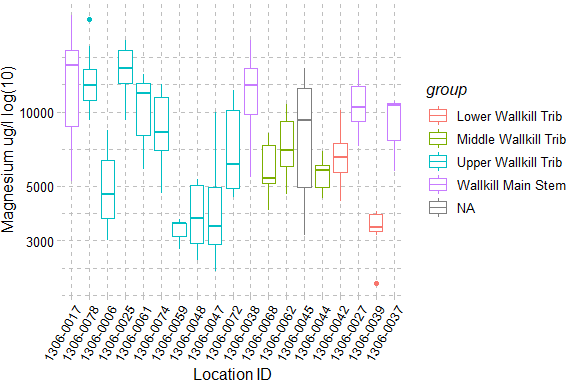 Magnesium ug/l log(10)
10000
5000
3000
1306-0017
1306-0078
1306-0006
1306-0025
1306-0061
1306-0074
1306-0059
1306-0048
1306-0047
1306-0072
1306-0038
1306-0068
1306-0062
1306-0045
1306-0044
1306-0042
1306-0027
1306-0039
1306-0037
Location ID
group
Lower Wallkill Trib
Middle Wallkill Trib
Upper Wallkill Trib
Wallkill Main Stem
NA